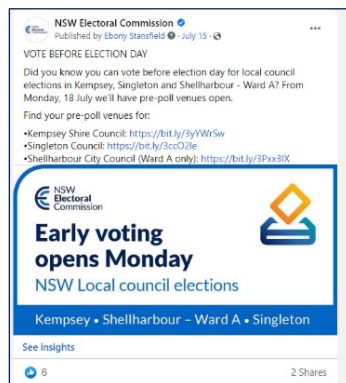 NSW Electoral Commission
Published by Ebony Stansfield · July 15 ·
VOTE BEFORE ELECTION DAY
Did you know you can vote before election day for local council
elections in Kempsey, Singleton and Shellharbour - Ward A? From
Monday, 18 July we'll have pre-poll venues open.
Find your pre-poll venues for:
•Kempsey Shire Council: https://bit.ly/3yYWrSw
•Singleton Council: https://bit.ly/3ccO2Ie
•Shellharbour City Council (Ward A only): https://bit.ly/3Pxx3IX
NSW
Electoral
Commission
Early voting
opens Monday
NSW Local council elections
Kempsey • Shellharbour – Ward A • Singleton
See insights
6
2 Shares